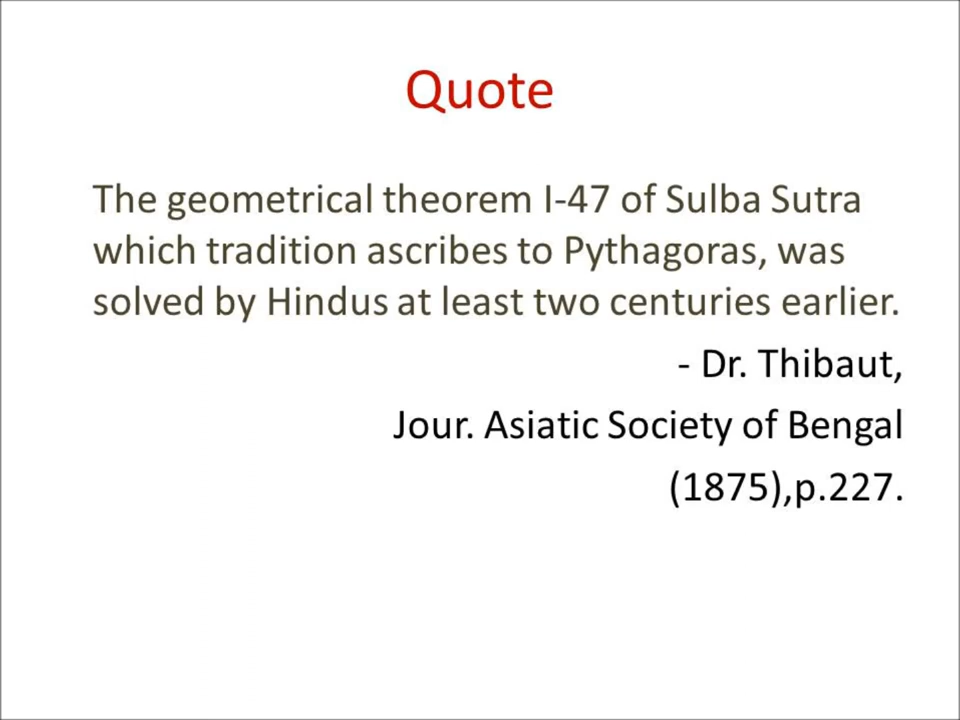 Quote
The geometrical theorem I-47 of Sulba Sutra
which tradition ascribes to Pythagoras, was
solved by Hindus at least two centuries earlier.
- Dr. Thibaut,
Jour. Asiatic Society of Bengal
(1875),p.227.